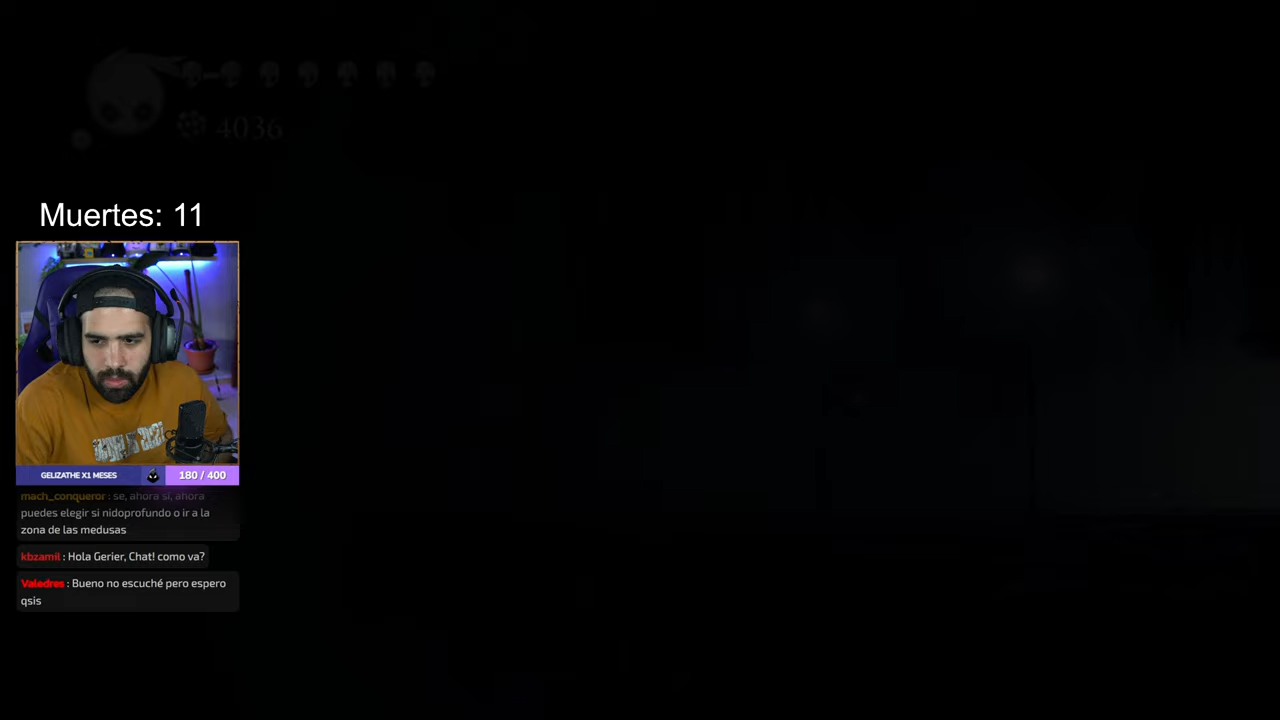 4036
Muertes: 11
GELIZATHE X1 MESES
180 / 400
mach_conqueror : se, ahora si, ahora
puedes elegir si nidoprofundo o ir a la
zona de las medusas
kbzamil : Hola Gerier, Chat! como va?
Valedres : Bueno no escuché pero espero
qsis